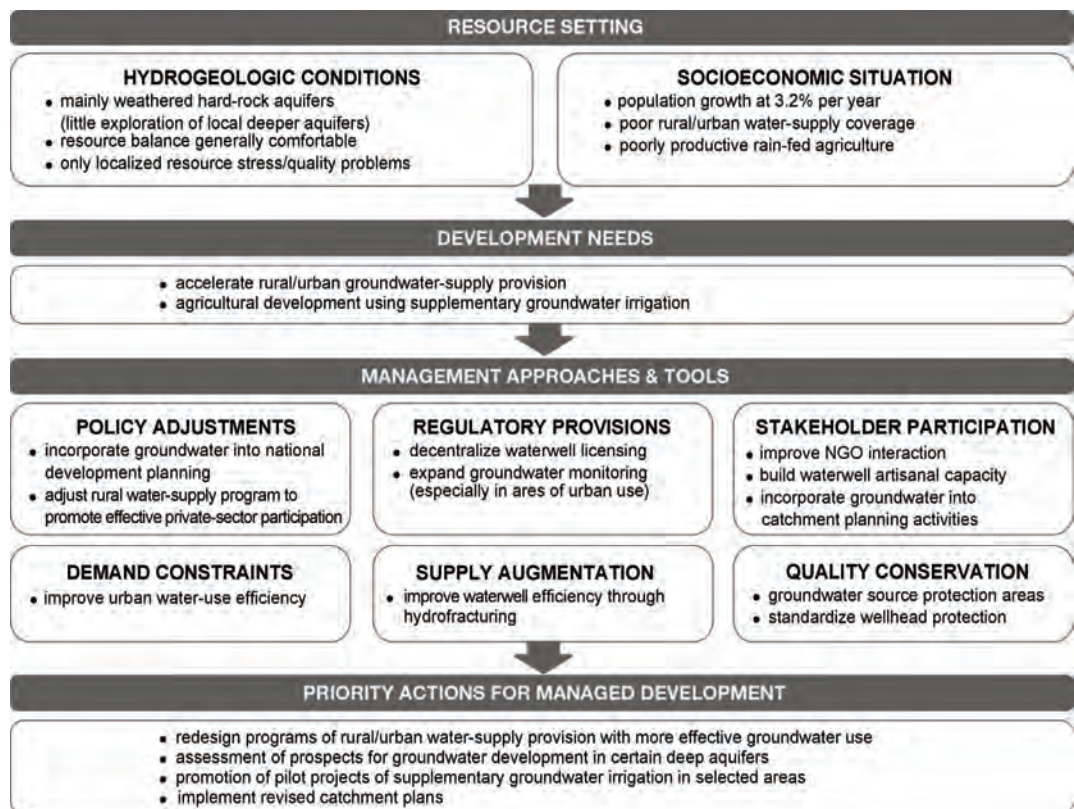 RESOURCE SETTING
HYDROGEOLOGIC CONDITIONS
• mainly weathered hard-rock aquifers
(little exploration of local deeper aquifers)
• resource balance generally comfortable
• only localized resource stress/quality problems
SOCIOECONOMIC SITUATION
• population growth at 3.2% per year
• poor rural/urban water-supply coverage
• poorly productive rain-fed agriculture
DEVELOPMENT NEEDS
• accelerate rural/urban groundwater-supply provision
• agricultural development using supplementary groundwater irrigation
MANAGEMENT APPROACHES & TOOLS
POLICY ADJUSTMENTS
• incorporate groundwater into national
development planning
• adjust rural water-supply program to
promote effective private-sector participation
REGULATORY PROVISIONS
• decentralize waterwell licensing
• expand groundwater monitoring
(especially in ares of urban use)
STAKEHOLDER PARTICIPATION
• improve NGO interaction
• build waterwell artisanal capacity
• incorporate groundwater into
catchment planning activities
DEMAND CONSTRAINTS
• improve urban water-use efficiency
SUPPLY AUGMENTATION
• improve waterwell efficiency through
hydrofracturing
QUALITY CONSERVATION
• groundwater source protection areas
• standardize wellhead protection
PRIORITY ACTIONS FOR MANAGED DEVELOPMENT
• redesign programs of rural/urban water-supply provision with more effective groundwater use
• assessment of prospects for groundwater development in certain deep aquifers
• promotion of pilot projects of supplementary groundwater irrigation in selected areas
• implement revised catchment plans